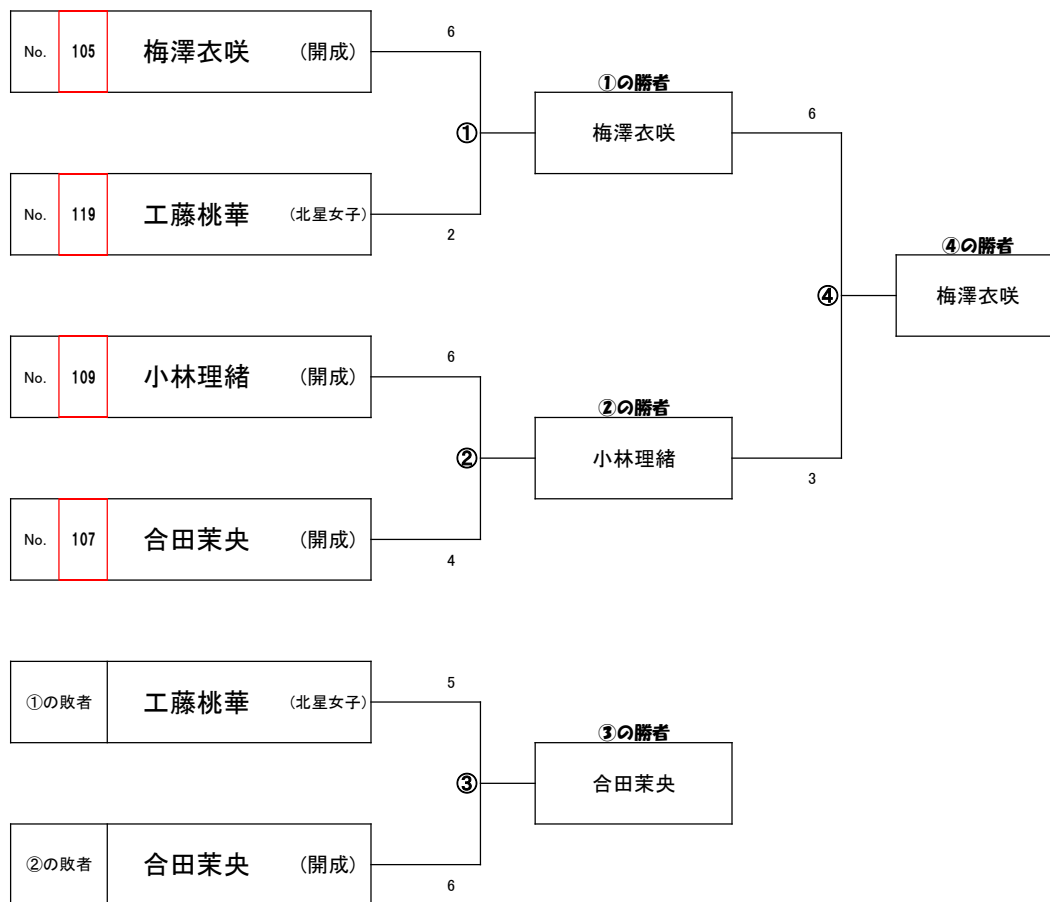 No. 105 梅澤衣咲 (開成)
6
①の勝者
① 梅澤衣咲
6
No. 119 工藤桃華 (北星女子)
2
④の勝者
④ 梅澤衣咲
No. 109 小林理緒 (開成)
6
②の勝者
② 小林理緒
3
No. 107 合田茉央 (開成)
4
①の敗者 工藤桃華 (北星女子)
5
③の勝者
③ 合田茉央
②の敗者 合田茉央 (開成)
6